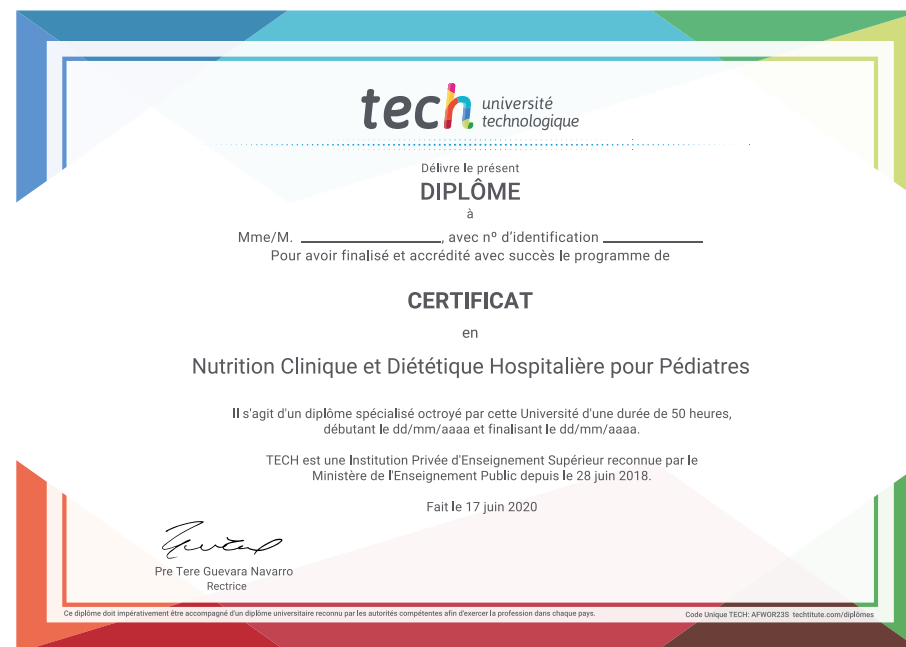 tech université
technologique
Délivre le présent
DIPLÔME
à
Mme/M. ____________________, avec nº d'identification ______________
Pour avoir finalisé et accrédité avec succès le programme de
CERTIFICAT
en
Nutrition Clinique et Diététique Hospitalière pour Pédiatres
Il s'agit d'un diplôme spécialisé octroyé par cette Université d'une durée de 50 heures,
débutant le dd/mm/aaaa et finalisant le dd/mm/aaaa.
TECH est une Institution Privée d'Enseignement Supérieur reconnue par le
Ministère de l'Enseignement Public depuis le 28 juin 2018.
Fait le 17 juin 2020
Pre Tere Guevara Navarro
Rectrice
Ce diplôme doit impérativement être accompagné d'un diplôme universitaire reconnu par les autorités compétentes afin d'exercer la profession dans chaque pays.
Code Unique TECH: AFWOR23S techtitute.com/diplômes